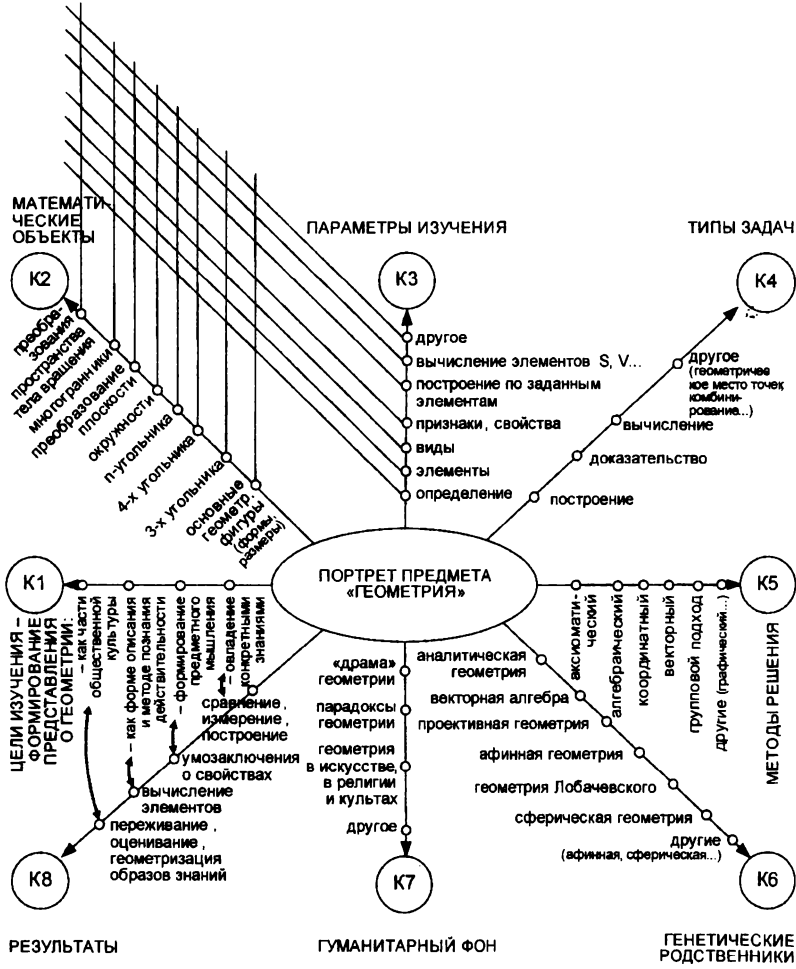 МАТЕМАТИ-
ЧЕСКИЕ
ОБЪЕКТЫ
К2
преобра-
зования
пространства
тела вращения
многогранники
преобразование
плоскости
окружности
n-угольника
4-х угольника
3-х угольника
основные
геометр.
фигуры
(формы,
размеры)
ПАРАМЕТРЫ ИЗУЧЕНИЯ
К3
другое
вычисление элементов S, V...
построение по заданным
элементам
признаки, свойства
виды
элементы
определение
ТИПЫ ЗАДАЧ
К4
другое
(геометричев
кое место точек,
комбини-
рование...)
вычисление
доказательство
построение
ПОРТРЕТ ПРЕДМЕТА
«ГЕОМЕТРИЯ»
К1
ЦЕЛИ ИЗУЧЕНИЯ –
ФОРМИРОВАНИЕ
ПРЕДСТАВЛЕНИЯ
О ГЕОМЕТРИИ:
– как части
общественной
культуры
– как форме описания
и методе познания
действительности
– формирование
предметного
мышления
– овладение
конкретными
знаниями
К5
МЕТОДЫ РЕШЕНИЯ
аксиомати-
ческий
алгебраический
координатный
векторный
групповой подход
другие (графический...)
сравнение,
измерение,
построение
умозаключения
о свойствах
вычисление
элементов
переживание,
оценивание,
геометризация
образов знаний
К8
РЕЗУЛЬТАТЫ
«драма»
геометрии
парадоксы
геометрии
геометрия
в искусстве,
в религии
и культах
другое
К7
ГУМАНИТАРНЫЙ ФОН
аналитическая
геометрия
векторная алгебра
проективная геометрия
афинная геометрия
геометрия Лобачевского
сферическая геометрия
другие
(афинная, сферическая...)
К6
ГЕНЕТИЧЕСКИЕ
РОДСТВЕННИКИ